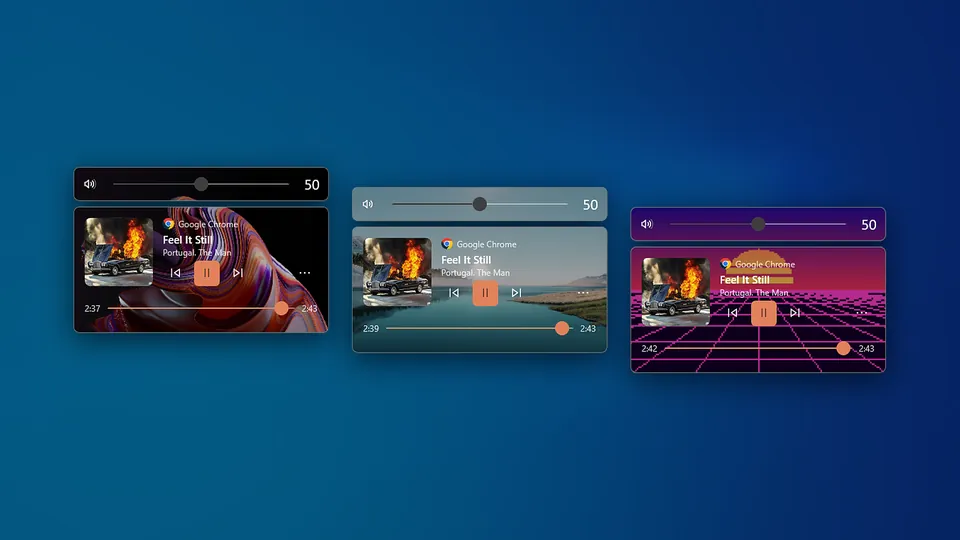 50
Google Chrome
Feel It Still
Portugal. The Man
2:37
2:43
50
Google Chrome
Feel It Still
Portugal. The Man
2:39
2:43
50
Google Chrome
Feel It Still
Portugal. The Man
2:42
2:43